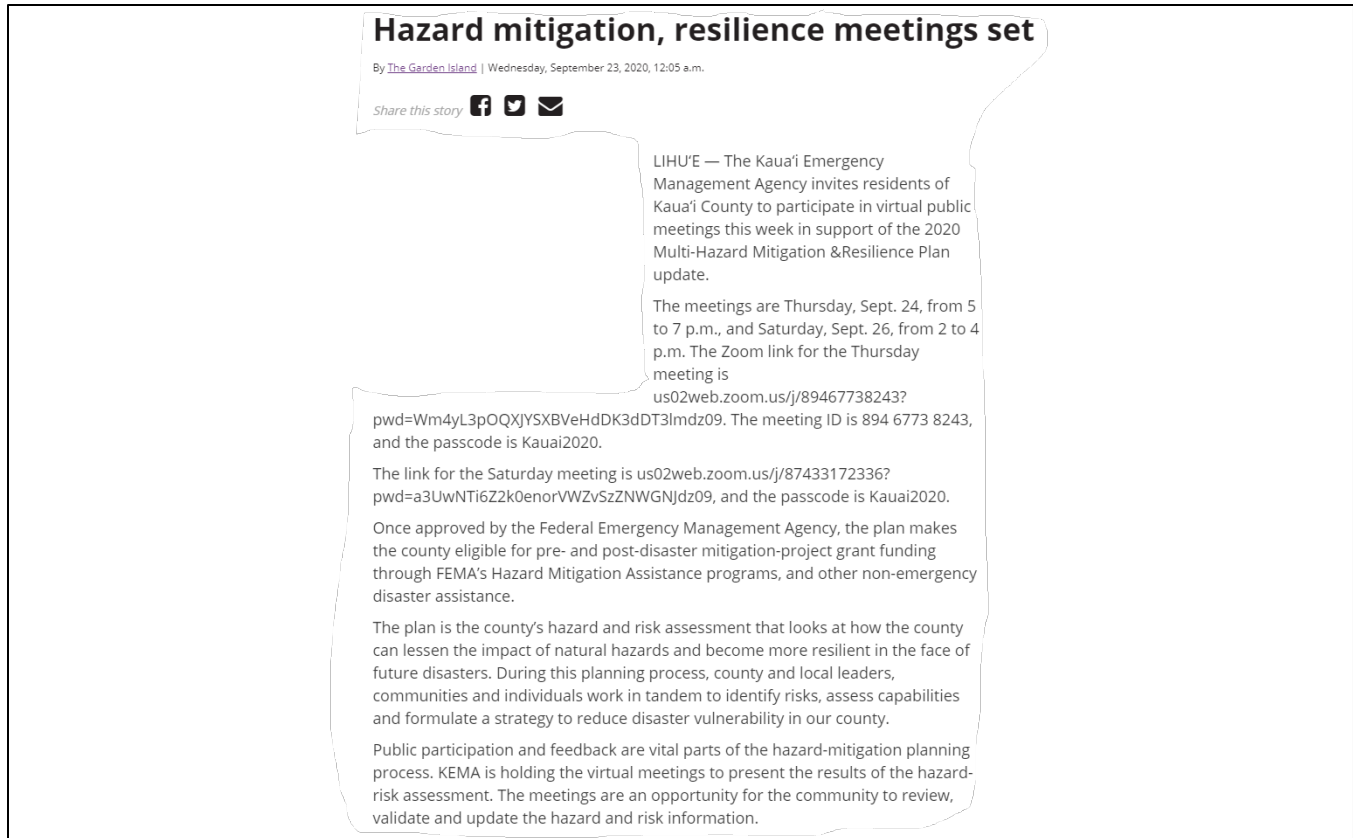 Hazard mitigation, resilience meetings set
By The Garden Island | Wednesday, September 23, 2020, 12:05 a.m.
Share this story
LIHU‘E — The Kaua‘i Emergency
Management Agency invites residents of
Kaua‘i County to participate in virtual public
meetings this week in support of the 2020
Multi-Hazard Mitigation &Resilience Plan
update.
The meetings are Thursday, Sept. 24, from 5
to 7 p.m., and Saturday, Sept. 26, from 2 to 4
p.m. The Zoom link for the Thursday
meeting is
us02web.zoom.us/j/89467738243?
pwd=Wm4yL3pOQXJYSXBVeHdDK3dDT3lmdz09. The meeting ID is 894 6773 8243,
and the passcode is Kauai2020.
The link for the Saturday meeting is us02web.zoom.us/j/87433172336?
pwd=a3UwNTi6Z2k0enorVWZvSzZNWGNJdz09, and the passcode is Kauai2020.
Once approved by the Federal Emergency Management Agency, the plan makes
the county eligible for pre- and post-disaster mitigation-project grant funding
through FEMA’s Hazard Mitigation Assistance programs, and other non-emergency
disaster assistance.
The plan is the county’s hazard and risk assessment that looks at how the county
can lessen the impact of natural hazards and become more resilient in the face of
future disasters. During this planning process, county and local leaders,
communities and individuals work in tandem to identify risks, assess capabilities
and formulate a strategy to reduce disaster vulnerability in our county.
Public participation and feedback are vital parts of the hazard-mitigation planning
process. KEMA is holding the virtual meetings to present the results of the hazard-
risk assessment. The meetings are an opportunity for the community to review,
validate and update the hazard and risk information.